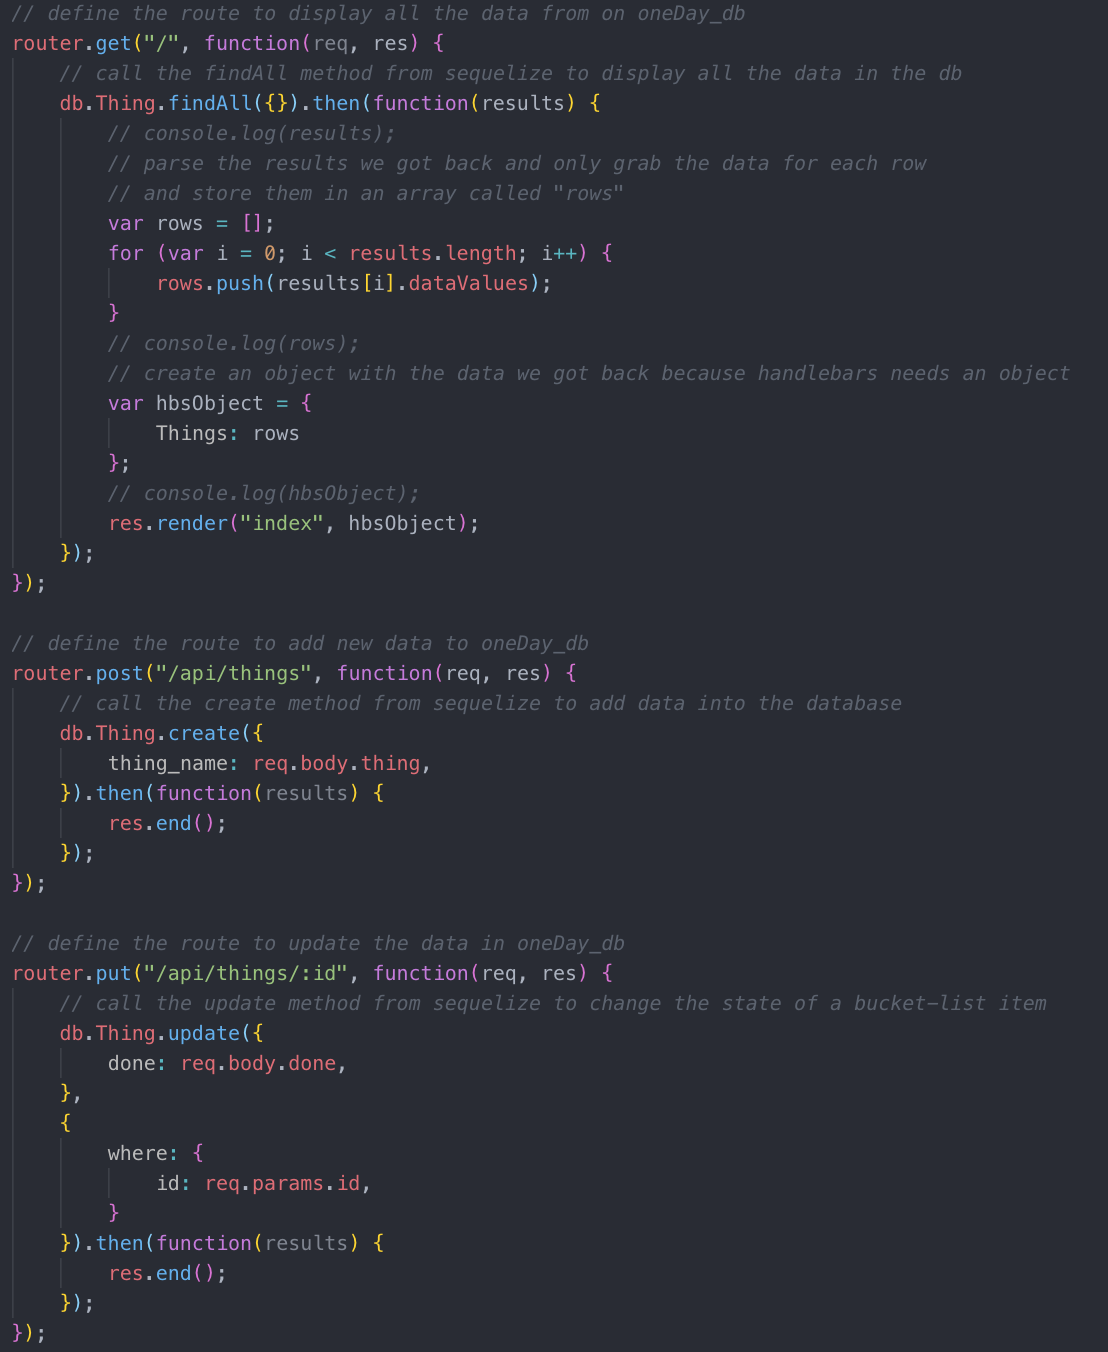 // define the route to display all the data from on oneDay_db
router.get("/", function(req, res) {
    // call the findAll method from sequelize to display all the data in the db
    db.Thing.findAll({}).then(function(results) {
        // console.log(results);
        // parse the results we got back and only grab the data for each row
        // and store them in an array called "rows"
        var rows = [];
        for (var i = 0; i < results.length; i++) {
            rows.push(results[i].dataValues);
        }
        // console.log(rows);
        // create an object with the data we got back because handlebars needs an object
        var hbsObject = {
            Things: rows
        };
        // console.log(hbsObject);
        res.render("index", hbsObject);
    });
});

// define the route to add new data to oneDay_db
router.post("/api/things", function(req, res) {
    // call the create method from sequelize to add data into the database
    db.Thing.create({
        thing_name: req.body.thing,
    }).then(function(results) {
        res.end();
    });
});

// define the route to update the data in oneDay_db
router.put("/api/things/:id", function(req, res) {
    // call the update method from sequelize to change the state of a bucket-list item
    db.Thing.update({
        done: req.body.done,
    },
    {
        where: {
            id: req.params.id,
        }
    }).then(function(results) {
        res.end();
    });
});